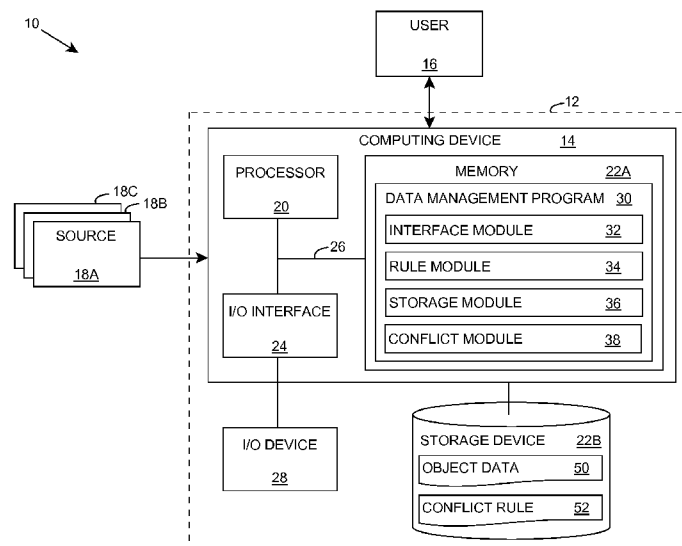 10
USER
16
12
COMPUTING DEVICE 14
PROCESSOR
20
MEMORY 22A
DATA MANAGEMENT PROGRAM 30
INTERFACE MODULE 32
RULE MODULE 34
STORAGE MODULE 36
CONFLICT MODULE 38
18C
18B
SOURCE
18A
26
I/O INTERFACE
24
I/O DEVICE
28
STORAGE DEVICE 22B
OBJECT DATA 50
CONFLICT RULE 52